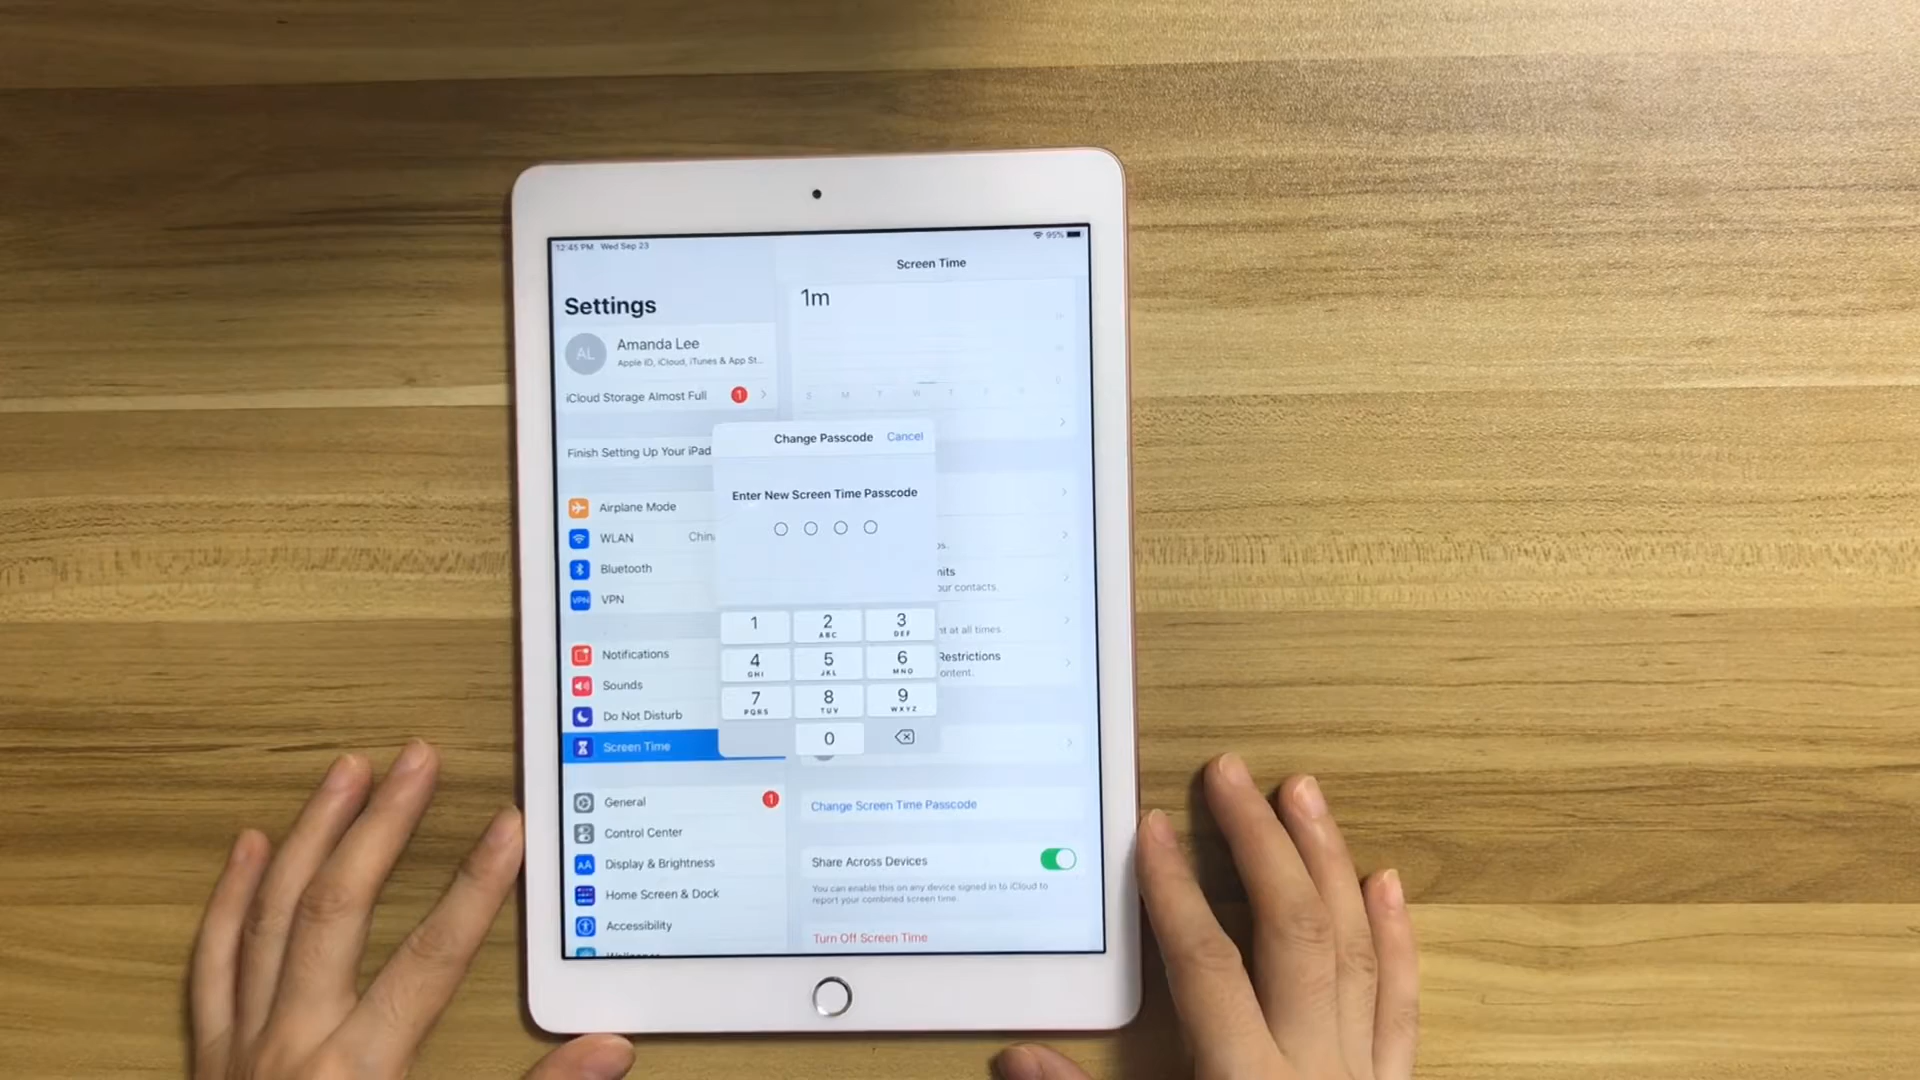 12:45 PM Wed Sep 23
95%
Settings
AL
Amanda Lee
Apple ID, iCloud, iTunes & App St...
iCloud Storage Almost Full 1
Finish Setting Up Your iPad
Airplane Mode
WLAN
Bluetooth
VPN VPN
Notifications
Sounds
Do Not Disturb
Screen Time
General 1
Control Center
AA Display & Brightness
Home Screen & Dock
Accessibility
Screen Time
1m
0
S M T W T F S
Change Passcode Cancel
Enter New Screen Time Passcode
1
2 ABC
3 DEF
4 GHI
5 JKL
6 MNO
7 PQRS
8 TUV
9 WXYZ
0
at all times.
Restrictions
Change Screen Time Passcode
Share Across Devices
You can enable this on any device signed in to iCloud to
report your combined screen time.
Turn Off Screen Time